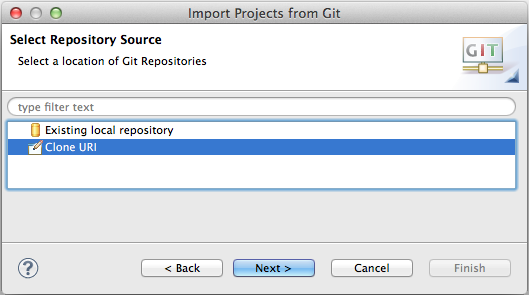 Import Projects from Git
Select Repository Source
Select a location of Git Repositories
GIT
type filter text
Existing local repository
Clone URI
?
< Back
Next >
Cancel
Finish